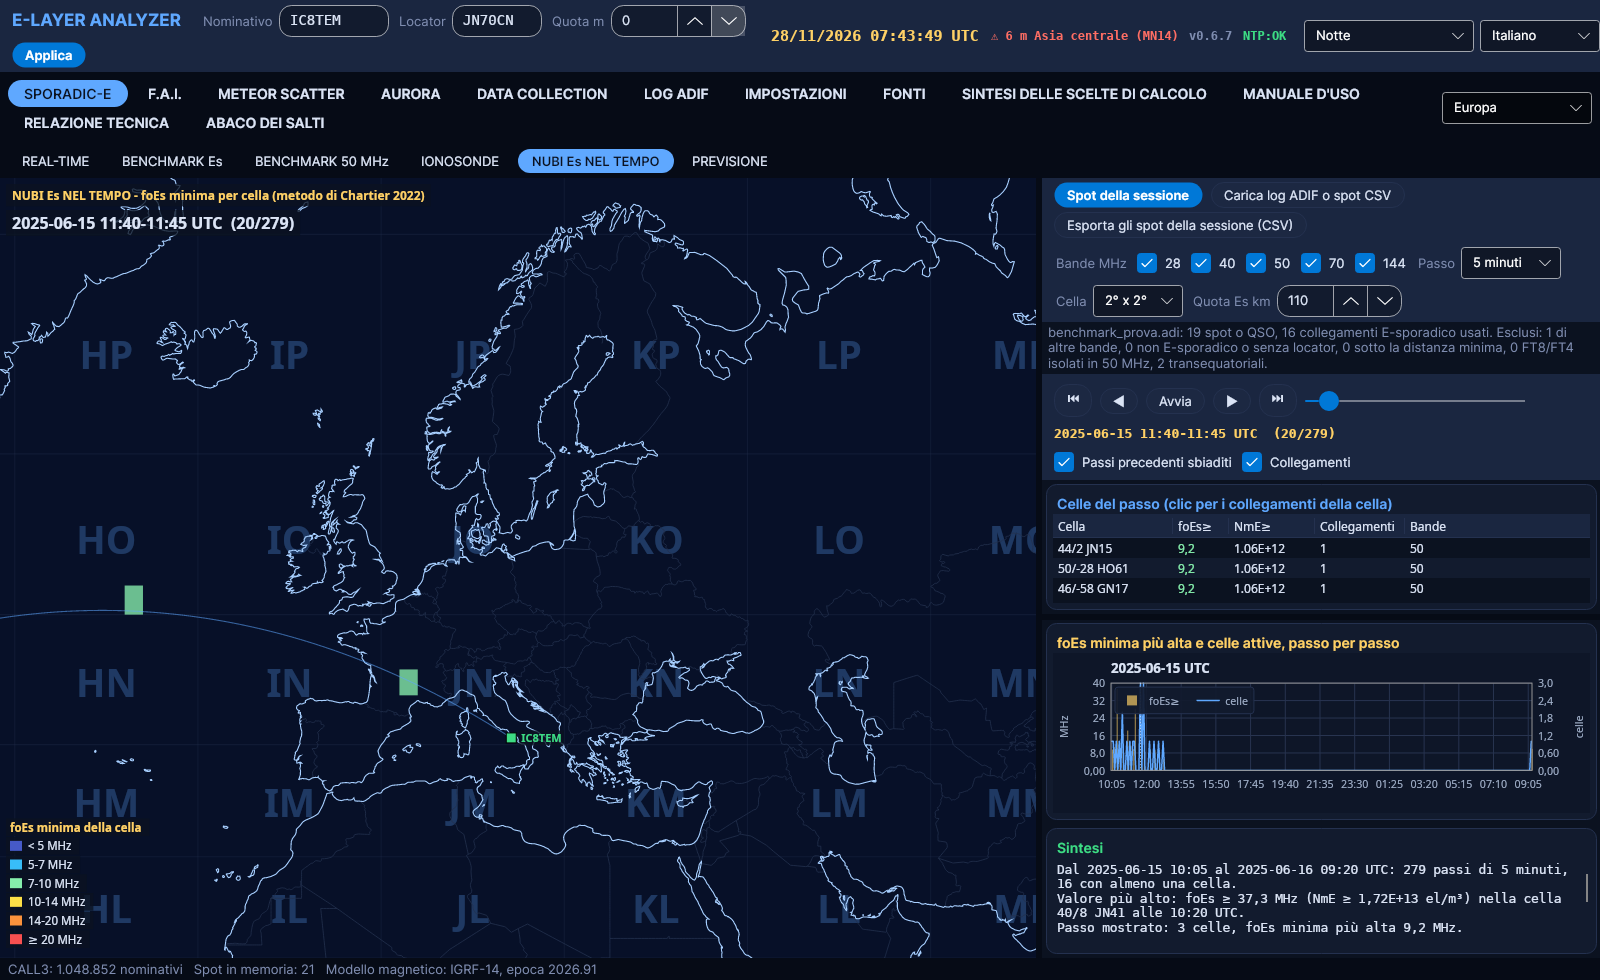 E-LAYER ANALYZER
Nominativo IC8TEM Locator JN70CN Quota m 0
Applica
28/11/2026 07:43:49 UTC ⚠ 6 m Asia centrale (MN14) v0.6.7 NTP:OK
Notte
Italiano
SPORADIC-E F.A.I. METEOR SCATTER AURORA DATA COLLECTION LOG ADIF IMPOSTAZIONI FONTI SINTESI DELLE SCELTE DI CALCOLO MANUALE D'USO
RELAZIONE TECNICA ABACO DEI SALTI
Europa
REAL-TIME BENCHMARK Es BENCHMARK 50 MHz IONOSONDE NUBI Es NEL TEMPO PREVISIONE
NUBI Es NEL TEMPO - foEs minima per cella (metodo di Chartier 2022)
2025-06-15 11:40-11:45 UTC (20/279)
HP IP JP KP LP
HO IO JO KO LO
HN IN JN KN LN
HM IM JM KM LM
HL IL JL KL
IC8TEM
foEs minima della cella
< 5 MHz
5-7 MHz
7-10 MHz
10-14 MHz
14-20 MHz
≥ 20 MHz
Spot della sessione Carica log ADIF o spot CSV
Esporta gli spot della sessione (CSV)
Bande MHz 28 40 50 70 144 Passo 5 minuti
Cella 2° x 2° Quota Es km 110
benchmark_prova.adi: 19 spot o QSO, 16 collegamenti E-sporadico usati. Esclusi: 1 di
altre bande, 0 non E-sporadico o senza locator, 0 sotto la distanza minima, 0 FT8/FT4
isolati in 50 MHz, 2 transequatoriali.
⏮ ◀ Avvia ▶ ⏭
2025-06-15 11:40-11:45 UTC (20/279)
Passi precedenti sbiaditi Collegamenti
Celle del passo (clic per i collegamenti della cella)
Cella foEs≥ NmE≥ Collegamenti Bande
44/2 JN15 9,2 1.06E+12 1 50
50/-28 HO61 9,2 1.06E+12 1 50
46/-58 GN17 9,2 1.06E+12 1 50
foEs minima più alta e celle attive, passo per passo
2025-06-15 UTC
foEs≥ celle
MHz
40
32
24
16
8,0
0,00
3,0
2,4
1,8
1,2
0,60
0,00
celle
10:05 12:00 13:55 15:50 17:45 19:40 21:35 23:30 01:25 03:20 05:15 07:10 09:05
Sintesi
Dal 2025-06-15 10:05 al 2025-06-16 09:20 UTC: 279 passi di 5 minuti,
16 con almeno una cella.
Valore più alto: foEs ≥ 37,3 MHz (NmE ≥ 1,72E+13 el/m³) nella cella
40/8 JN41 alle 10:20 UTC.
Passo mostrato: 3 celle, foEs minima più alta 9,2 MHz.
CALL3: 1.048.852 nominativi Spot in memoria: 21 Modello magnetico: IGRF-14, epoca 2026.91